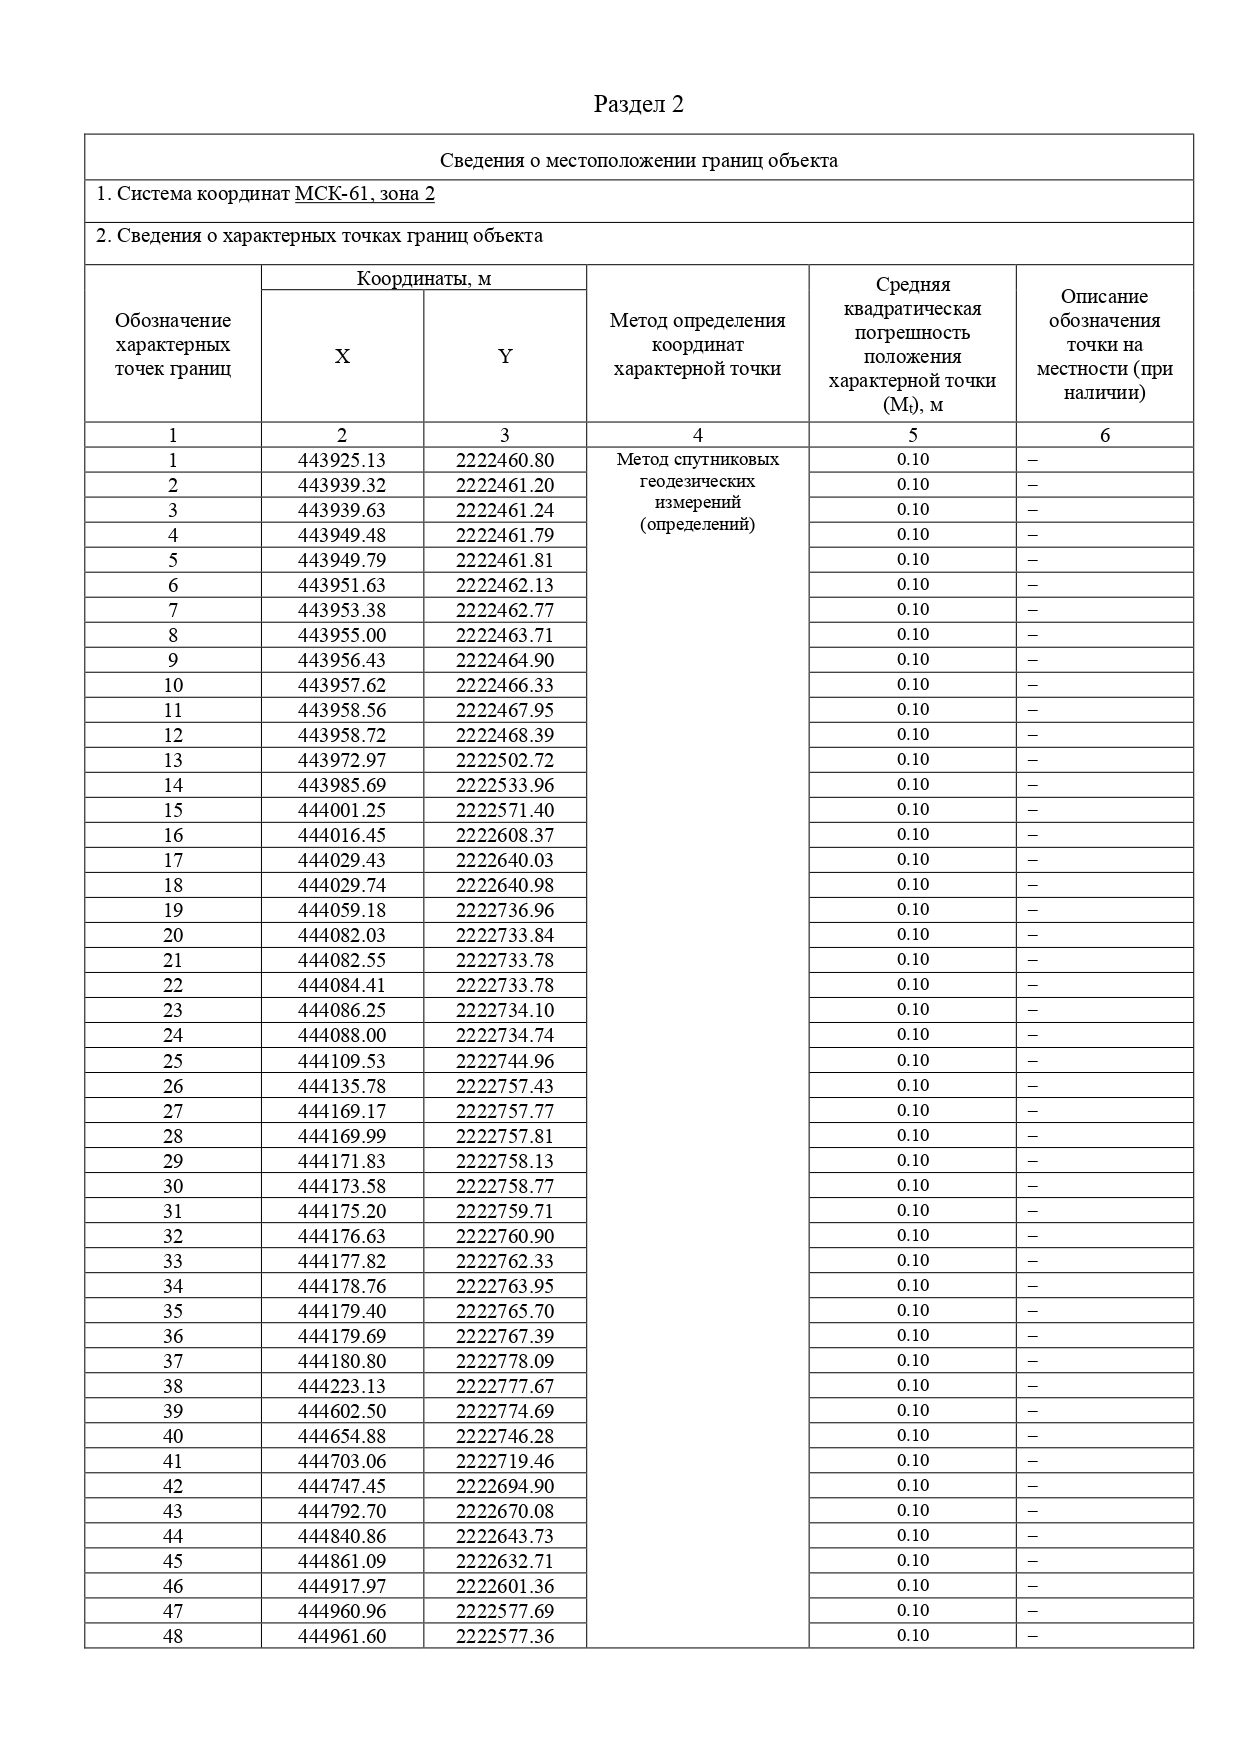 Раздел 2
Сведения о местоположении границ объекта
1. Система координат МСК-61, зона 2
2. Сведения о характерных точках границ объекта
Обозначение
характерных
точек границ
Координаты, м
X
Y
Метод определения
координат
характерной точки
Средняя
квадратическая
погрешность
положения
характерной точки
(Mt), м
Описание
обозначения
точки на
местности (при
наличии)
1 2 3 4 5 6
1 443925.13 2222460.80 Метод спутниковых 0.10 –
геодезических
2 443939.32 2222461.20 0.10 –
измерений
3 443939.63 2222461.24 0.10 –
(определений)
4 443949.48 2222461.79 0.10 –
5 443949.79 2222461.81 0.10 –
6 443951.63 2222462.13 0.10 –
7 443953.38 2222462.77 0.10 –
8 443955.00 2222463.71 0.10 –
9 443956.43 2222464.90 0.10 –
10 443957.62 2222466.33 0.10 –
11 443958.56 2222467.95 0.10 –
12 443958.72 2222468.39 0.10 –
13 443972.97 2222502.72 0.10 –
14 443985.69 2222533.96 0.10 –
15 444001.25 2222571.40 0.10 –
16 444016.45 2222608.37 0.10 –
17 444029.43 2222640.03 0.10 –
18 444029.74 2222640.98 0.10 –
19 444059.18 2222736.96 0.10 –
20 444082.03 2222733.84 0.10 –
21 444082.55 2222733.78 0.10 –
22 444084.41 2222733.78 0.10 –
23 444086.25 2222734.10 0.10 –
24 444088.00 2222734.74 0.10 –
25 444109.53 2222744.96 0.10 –
26 444135.78 2222757.43 0.10 –
27 444169.17 2222757.77 0.10 –
28 444169.99 2222757.81 0.10 –
29 444171.83 2222758.13 0.10 –
30 444173.58 2222758.77 0.10 –
31 444175.20 2222759.71 0.10 –
32 444176.63 2222760.90 0.10 –
33 444177.82 2222762.33 0.10 –
34 444178.76 2222763.95 0.10 –
35 444179.40 2222765.70 0.10 –
36 444179.69 2222767.39 0.10 –
37 444180.80 2222778.09 0.10 –
38 444223.13 2222777.67 0.10 –
39 444602.50 2222774.69 0.10 –
40 444654.88 2222746.28 0.10 –
41 444703.06 2222719.46 0.10 –
42 444747.45 2222694.90 0.10 –
43 444792.70 2222670.08 0.10 –
44 444840.86 2222643.73 0.10 –
45 444861.09 2222632.71 0.10 –
46 444917.97 2222601.36 0.10 –
47 444960.96 2222577.69 0.10 –
48 444961.60 2222577.36 0.10 –